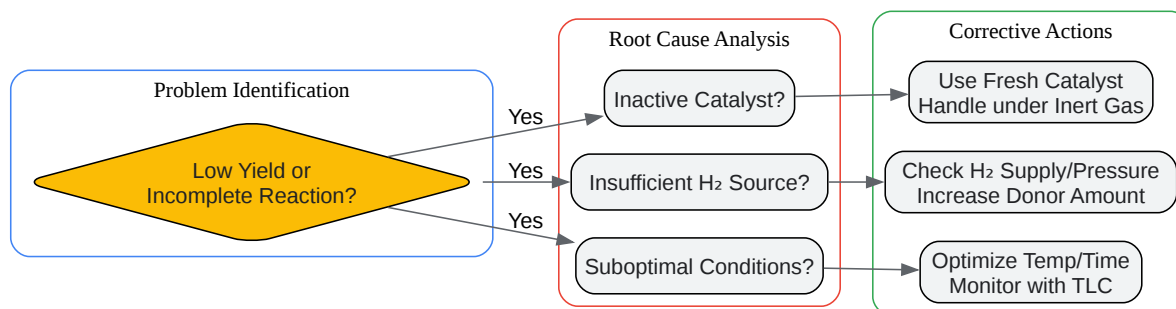 Problem Identification
Low Yield or
Incomplete Reaction?
Yes
Yes
Yes
Root Cause Analysis
Inactive Catalyst?
Insufficient H₂ Source?
Suboptimal Conditions?
Corrective Actions
Use Fresh Catalyst
Handle under Inert Gas
Check H₂ Supply/Pressure
Increase Donor Amount
Optimize Temp/Time
Monitor with TLC